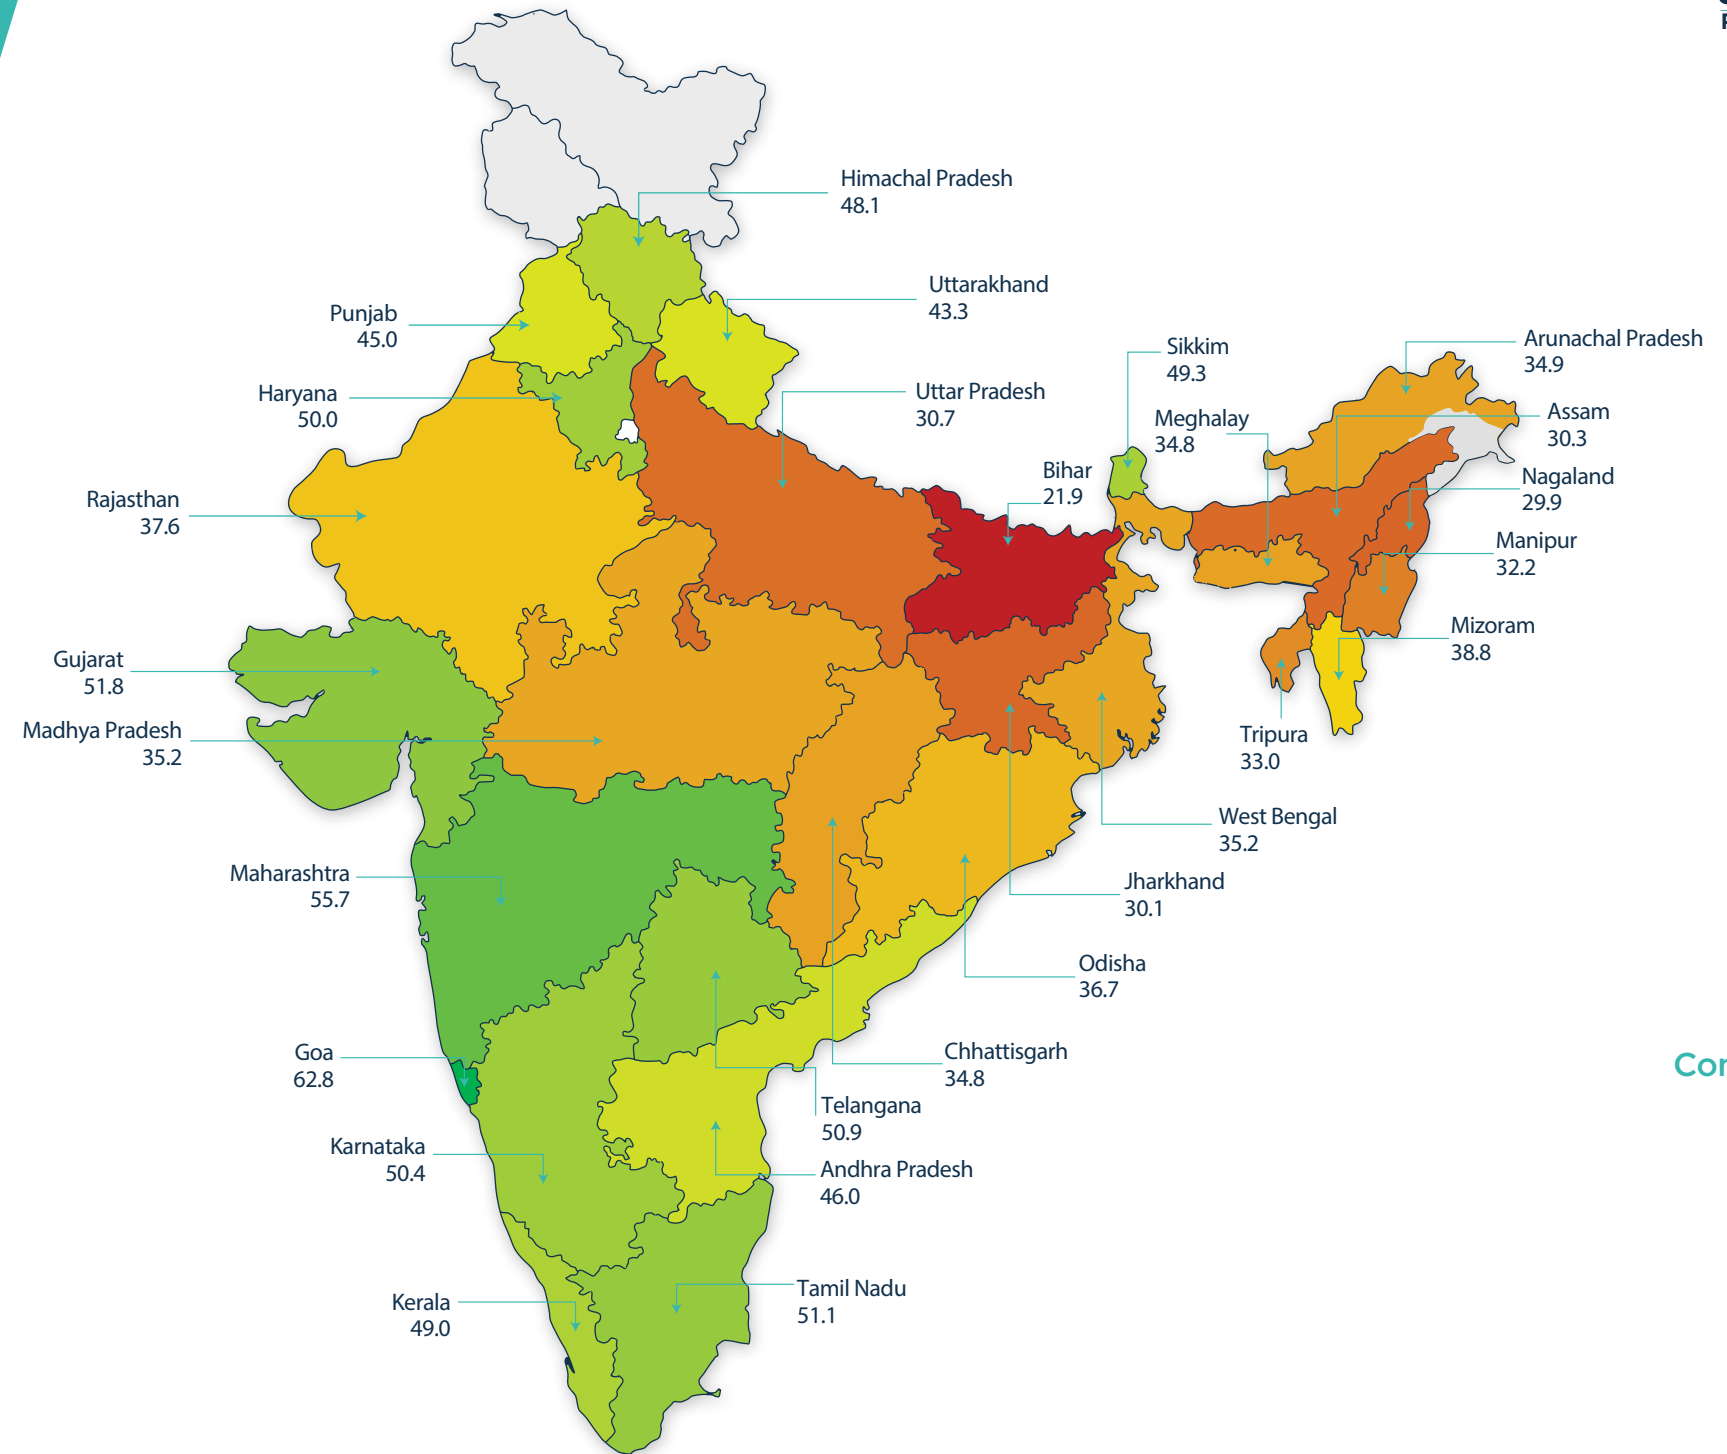 Himachal Pradesh
48.1
Uttarakhand
43.3
Punjab
45.0
Sikkim
49.3
Arunachal Pradesh
34.9
Haryana
50.0
Uttar Pradesh
30.7
Meghalay
34.8
Assam
30.3
Bihar
21.9
Nagaland
29.9
Rajasthan
37.6
Manipur
32.2
Mizoram
38.8
Gujarat
51.8
Madhya Pradesh
35.2
Tripura
33.0
West Bengal
35.2
Maharashtra
55.7
Jharkhand
30.1
Odisha
36.7
Goa
62.8
Chhattisgarh
34.8
Cor
Telangana
50.9
Karnataka
50.4
Andhra Pradesh
46.0
Tamil Nadu
51.1
Kerala
49.0